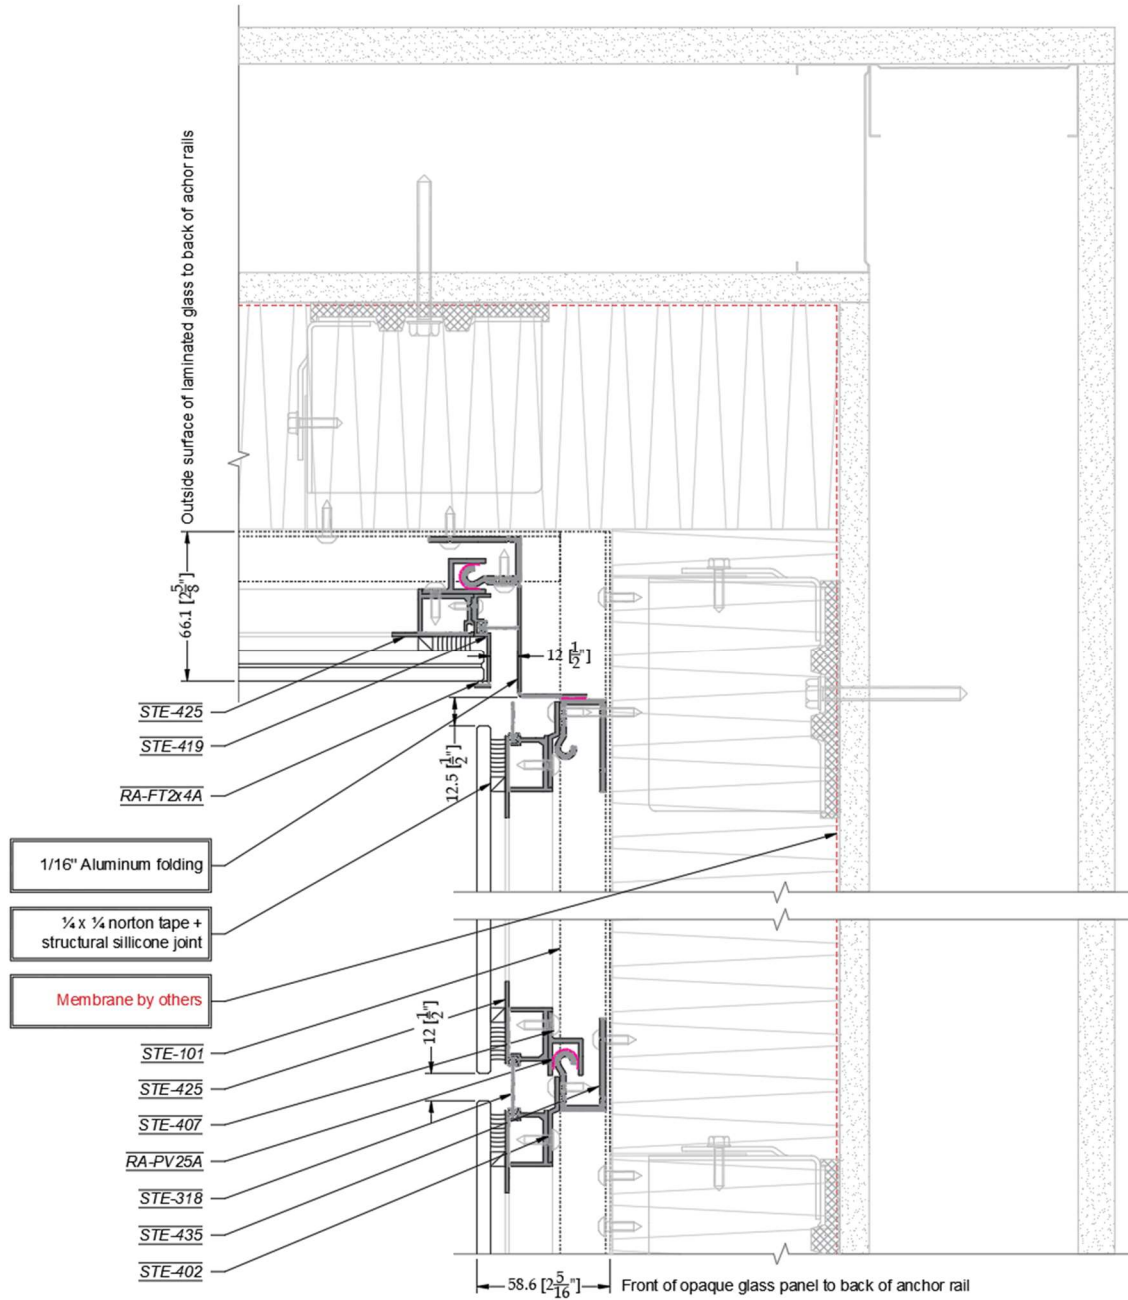 Outside surface of laminated glass to back of achor rails
66.1 [2 5/8"]
12 [1/2"]
STE-425
STE-419
12.5 [1/2"]
RA-FT2x4A
1/16" Aluminum folding
¼ x ¼ norton tape +
structural sillicone joint
Membrane by others
12 [1/2"]
STE-101
STE-425
STE-407
RA-PV25A
STE-318
STE-435
STE-402
58.6 [2 5/16"]
Front of opaque glass panel to back of anchor rail